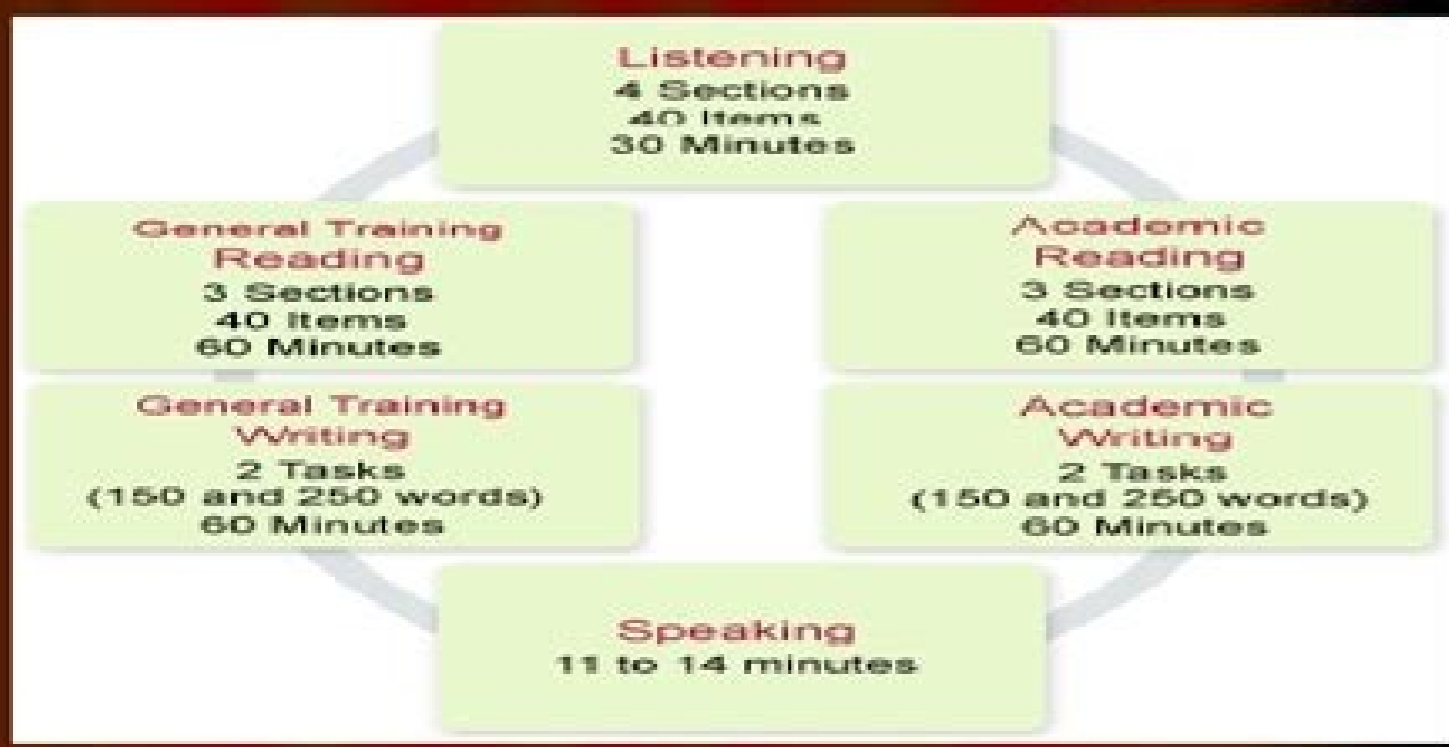 Listening
4 Sections
40 Items
30 Minutes
General Training
Reading
3 Sections
40 Items
60 Minutes
Academic
Reading
3 Sections
40 Items
60 Minutes
General Training
Writing
2 Tasks
(150 and 250 words)
60 Minutes
Academic
Writing
2 Tasks
(150 and 250 words)
60 Minutes
Speaking
11 to 14 minutes